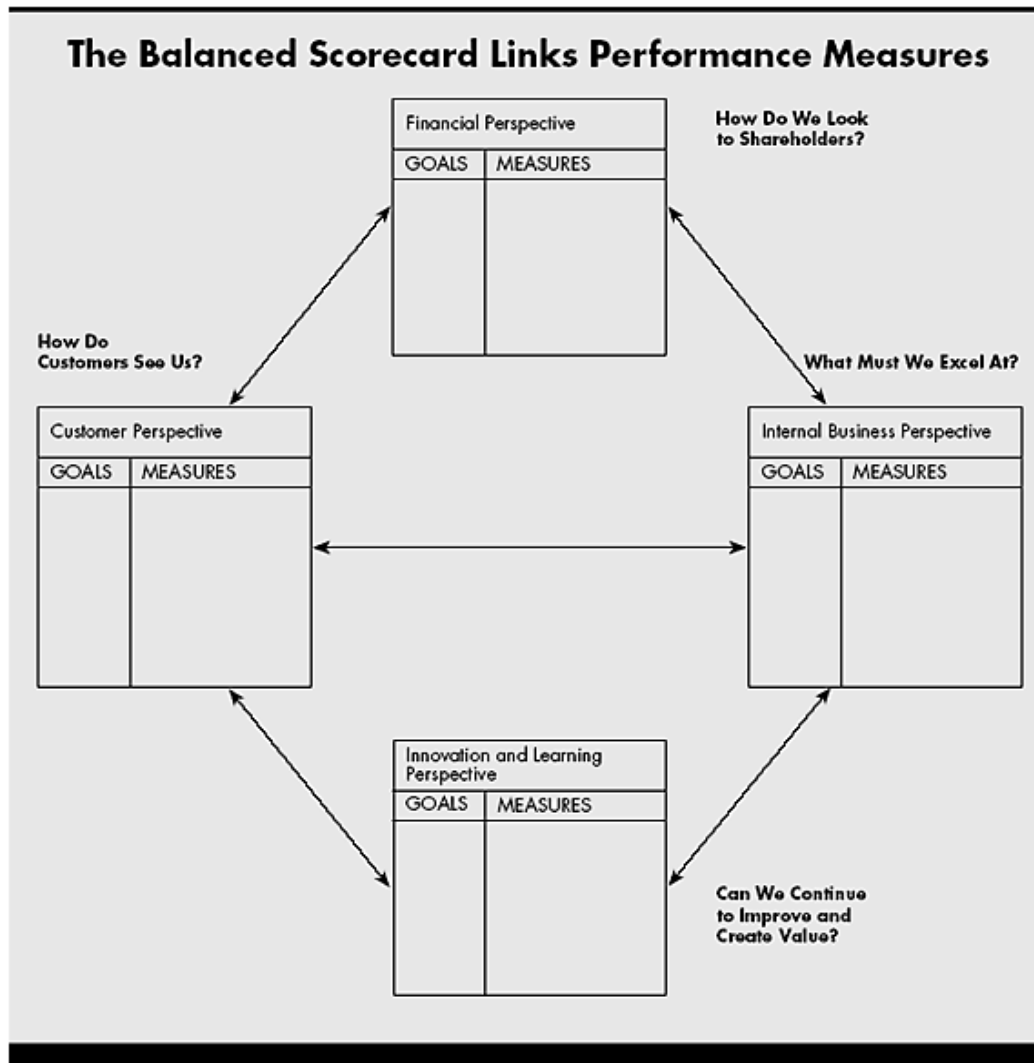 The Balanced Scorecard Links Performance Measures
Financial Perspective
GOALS MEASURES
How Do We Look
to Shareholders?
How Do
Customers See Us?
Customer Perspective
GOALS MEASURES
What Must We Excel At?
Internal Business Perspective
GOALS MEASURES
Innovation and Learning
Perspective
GOALS MEASURES
Can We Continue
to Improve and
Create Value?